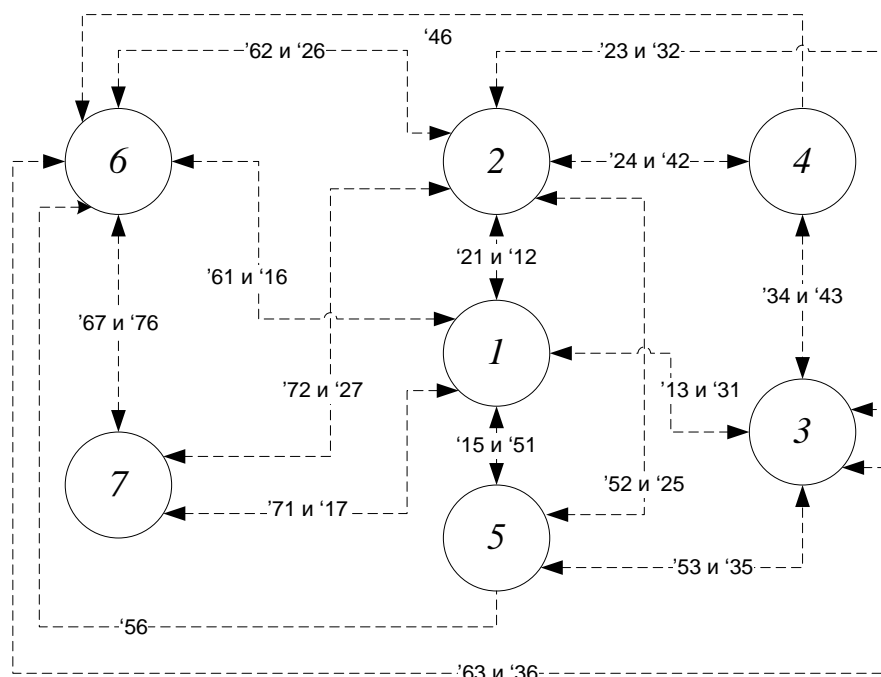 ‘46
’62 и ‘26
’23 и ‘32
6
2
4
’24 и ‘42
‘21 и ‘12
’61 и ‘16
’34 и ‘43
’67 и ‘76
1
’72 и ‘27
’13 и ‘31
3
‘15 и ‘51
7
’52 и ‘25
’71 и ‘17
5
’53 и ‘35
‘56
’63 и ‘36